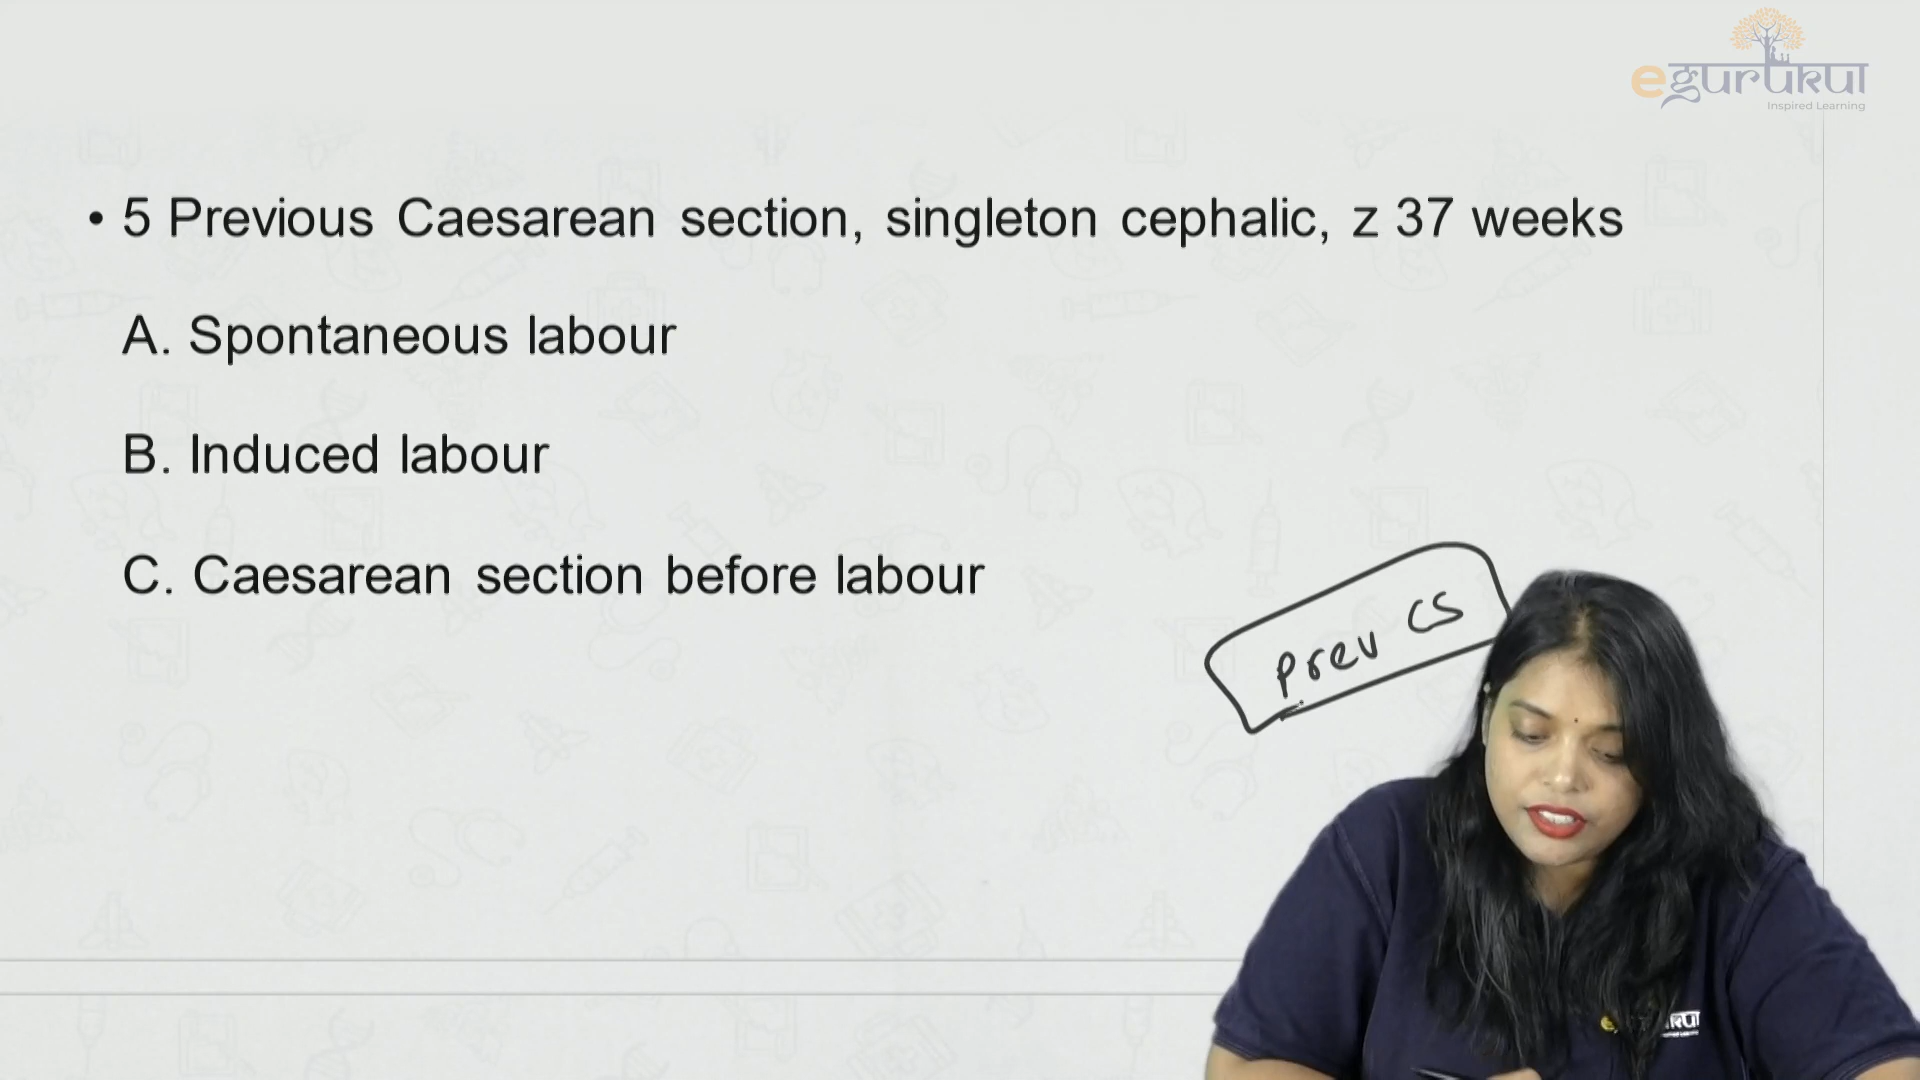 egurukul
Inspired Learning
• 5 Previous Caesarean section, singleton cephalic, z 37 weeks
A. Spontaneous labour
B. Induced labour
C. Caesarean section before labour
prev CS